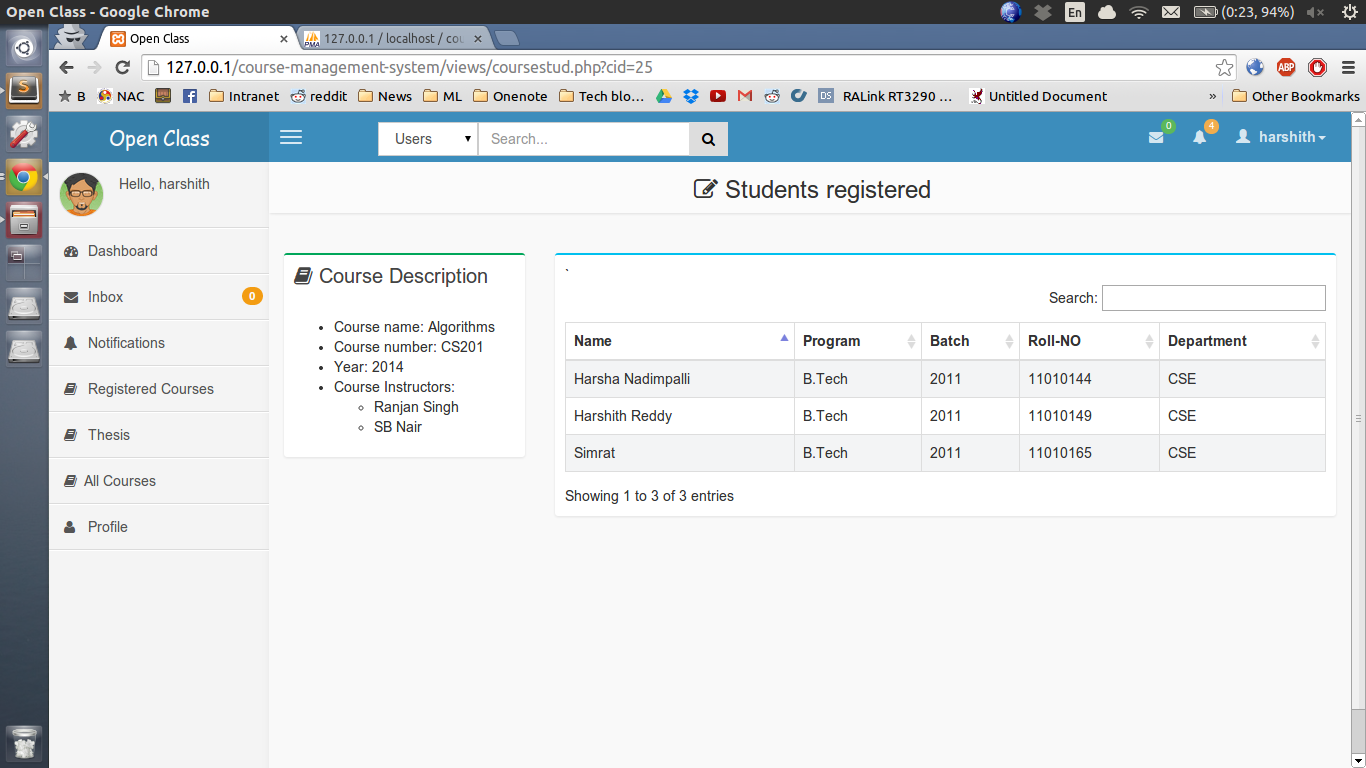 Open Class - Google Chrome
En (0:23, 94%)
Open Class
127.0.0.1 / localhost / cou
127.0.0.1/course-management-system/views/coursestud.php?cid=25
ABP
B NAC Intranet reddit News ML Onenote Tech blo... DS RALink RT3290 ... Untitled Document » Other Bookmarks
Open Class
Users
Search...
0
4
harshith
Hello, harshith
Students registered
Dashboard
Inbox 0
Notifications
Registered Courses
Thesis
All Courses
Profile
Course Description
Course name: Algorithms
Course number: CS201
Year: 2014
Course Instructors:
Ranjan Singh
SB Nair
`
Search:
Name Program Batch Roll-NO Department
Harsha Nadimpalli B.Tech 2011 11010144 CSE
Harshith Reddy B.Tech 2011 11010149 CSE
Simrat B.Tech 2011 11010165 CSE
Showing 1 to 3 of 3 entries